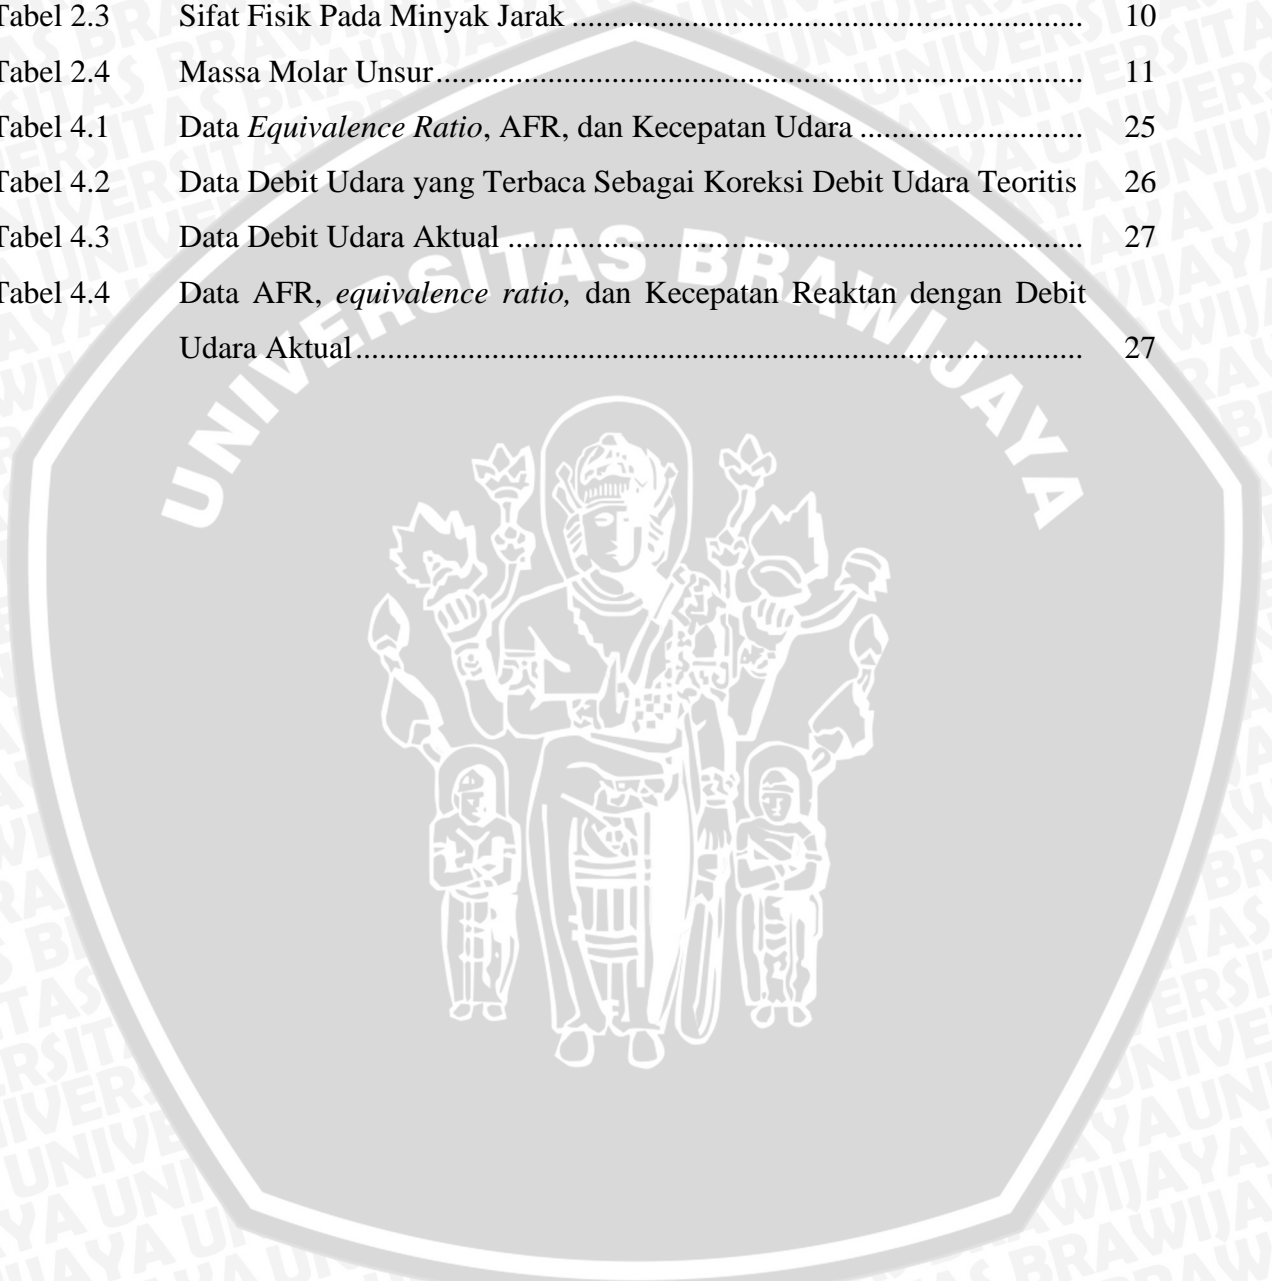 Tabel 2.3 Sifat Fisik Pada Minyak Jarak ................................................................ 10
Tabel 2.4 Massa Molar Unsur................................................................................. 11
Tabel 4.1 Data Equivalence Ratio, AFR, dan Kecepatan Udara ............................ 25
Tabel 4.2 Data Debit Udara yang Terbaca Sebagai Koreksi Debit Udara Teoritis 26
Tabel 4.3 Data Debit Udara Aktual ........................................................................ 27
Tabel 4.4 Data AFR, equivalence ratio, dan Kecepatan Reaktan dengan Debit
Udara Aktual........................................................................................... 27
UNIVERSITAS BRAWIJAYA